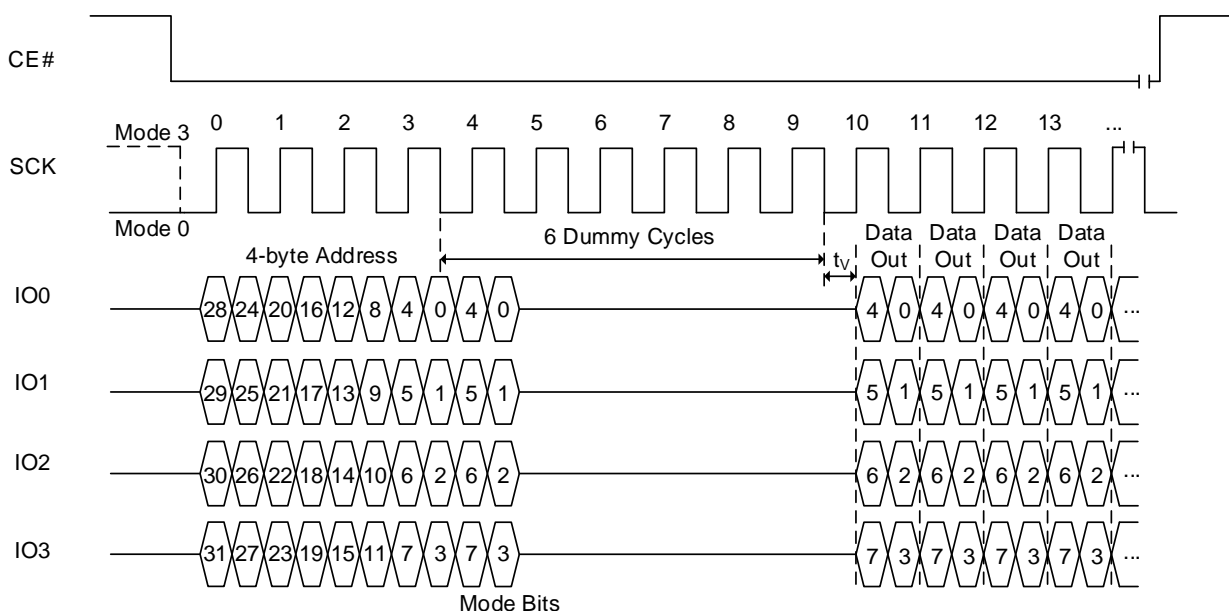 CE#
Mode 3 0 1 2 3 4 5 6 7 8 9 10 11 12 13 ...
SCK
Mode 0
6 Dummy Cycles
Data Out Data Out Data Out Data Out
4-byte Address
tV
IO0 28 24 20 16 12 8 4 0 4 0 4 0 4 0 4 0 4 0 ...
IO1 29 25 21 17 13 9 5 1 5 1 5 1 5 1 5 1 5 1 ...
IO2 30 26 22 18 14 10 6 2 6 2 6 2 6 2 6 2 6 2 ...
IO3 31 27 23 19 15 11 7 3 7 3 7 3 7 3 7 3 7 3 ...
Mode Bits